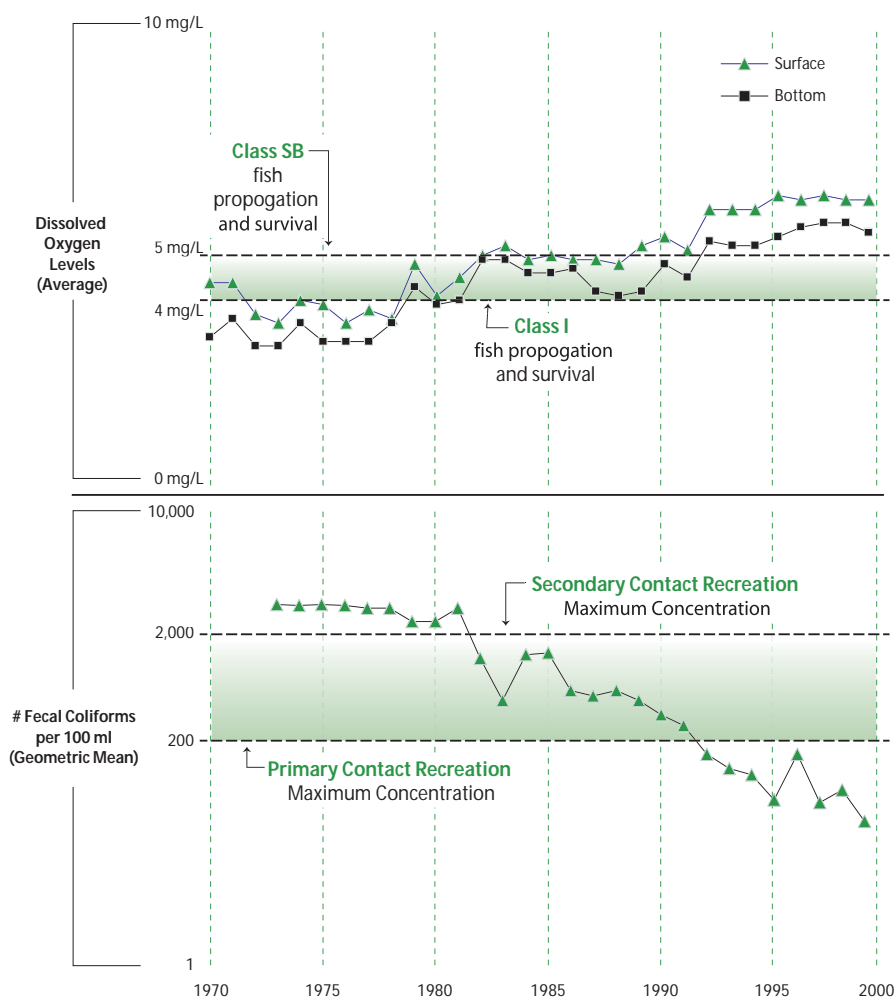 10 mg/L
Surface
Bottom
Class SB
fish
propogation
and survival
Dissolved
Oxygen
Levels
(Average)
5 mg/L
4 mg/L
Class I
fish propogation
and survival
0 mg/L
10,000
Secondary Contact Recreation
Maximum Concentration
2,000
# Fecal Coliforms
per 100 ml
(Geometric Mean)
200
Primary Contact Recreation
Maximum Concentration
1
1970 1975 1980 1985 1990 1995 2000